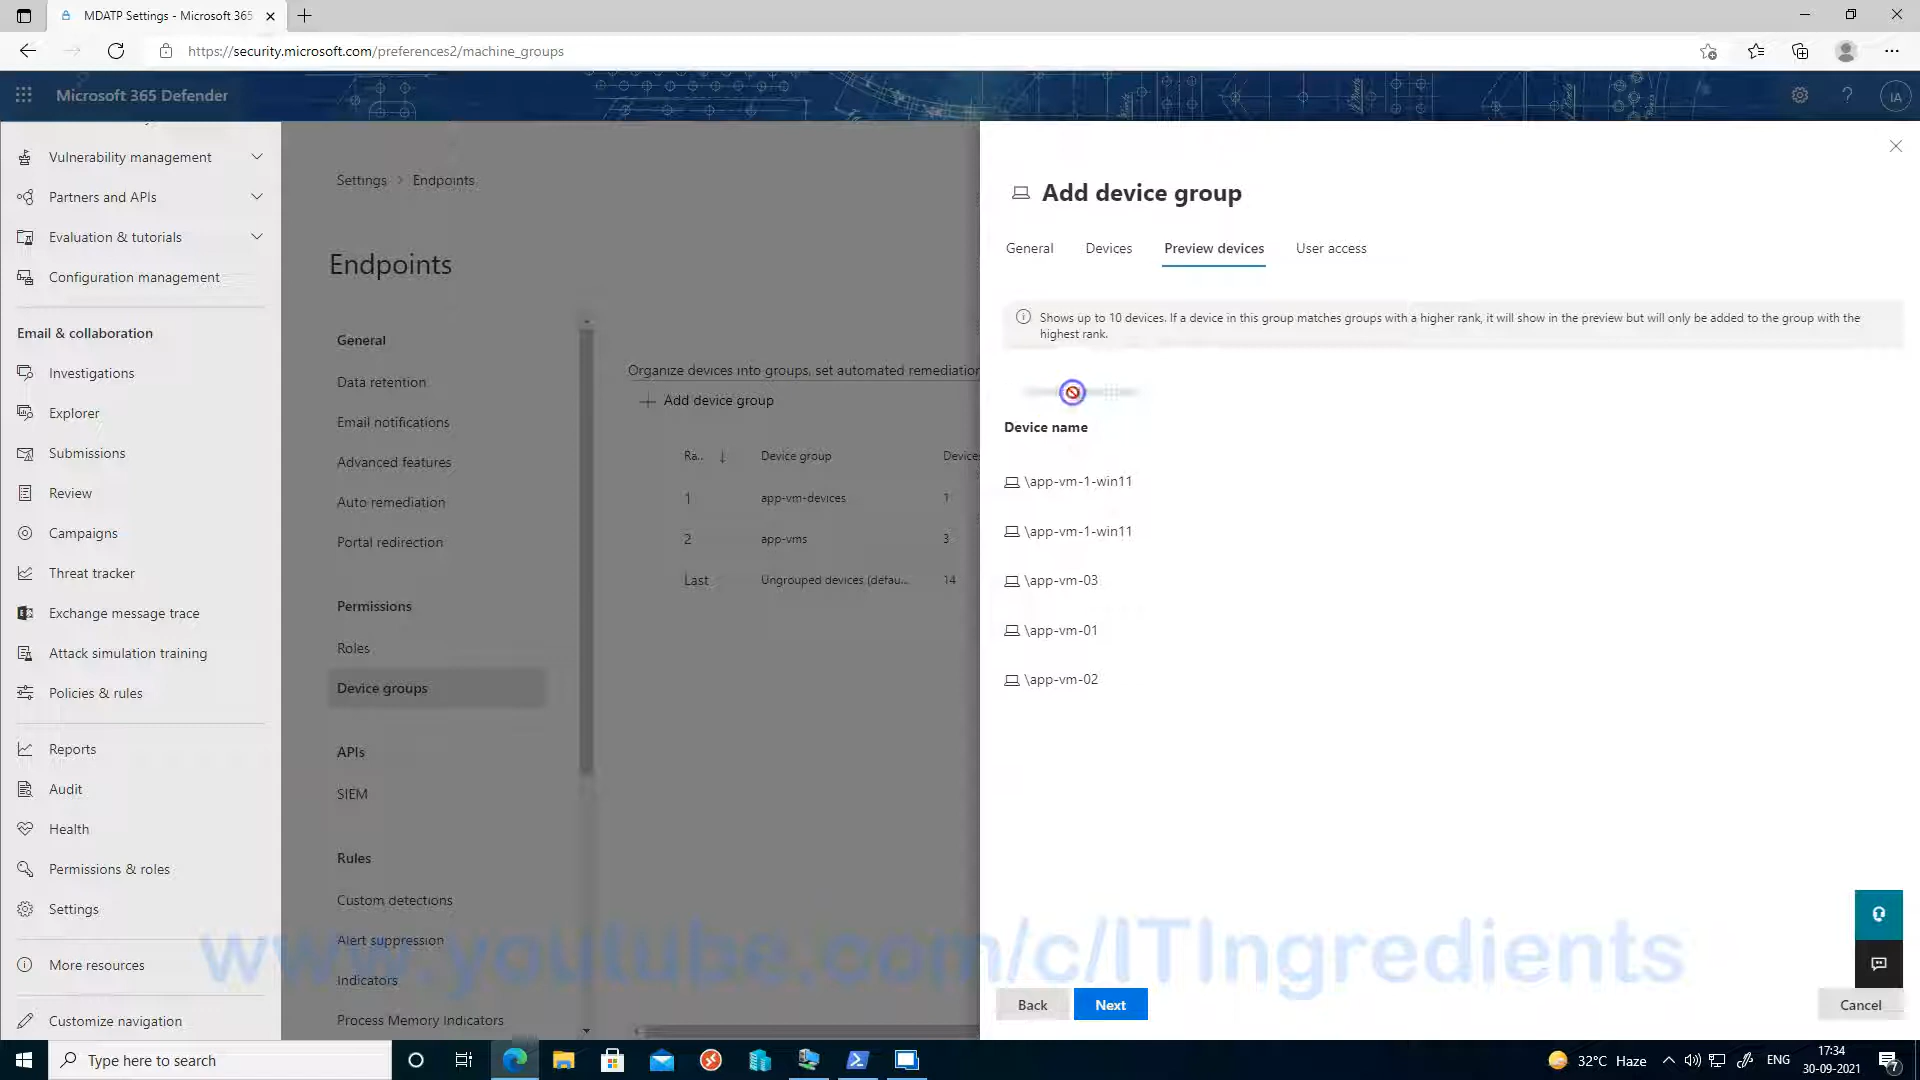 MDATP Settings - Microsoft 365
https://security.microsoft.com/preferences2/machine_groups
Microsoft 365 Defender
IA
Vulnerability management
Partners and APIs
Evaluation & tutorials
Configuration management
Email & collaboration
Investigations
Explorer
Submissions
Review
Campaigns
Threat tracker
Exchange message trace
Attack simulation training
Policies & rules
Reports
Audit
Health
Permissions & roles
Settings
More resources
Customize navigation
Settings > Endpoints
Endpoints
General
Data retention
Email notifications
Advanced features
Auto remediation
Portal redirection
Permissions
Roles
Device groups
APIs
SIEM
Rules
Custom detections
Alert suppression
Indicators
Process Memory Indicators
Organize devices into groups, set automated remediation
Add device group
Ra.. ↓ Device group Devices
1 app-vm-devices 1
2 app-vms 3
Last Ungrouped devices (defau... 14
Add device group
General Devices Preview devices User access
Shows up to 10 devices. If a device in this group matches groups with a higher rank, it will show in the preview but will only be added to the group with the
highest rank.
Device name
\app-vm-1-win11
\app-vm-1-win11
\app-vm-03
\app-vm-01
\app-vm-02
www.youtube.com/c/ITIngredients
Back Next Cancel
Type here to search
32°C Haze
ENG
17:34
30-09-2021
7